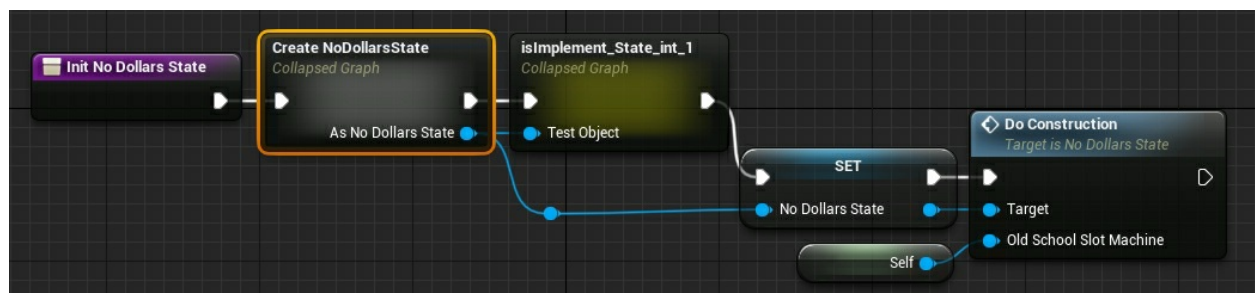 Init No Dollars State
Create NoDollarsState
Collapsed Graph
As No Dollars State
isImplement_State_int_1
Collapsed Graph
Test Object
SET
No Dollars State
Self
Do Construction
Target is No Dollars State
Target
Old School Slot Machine